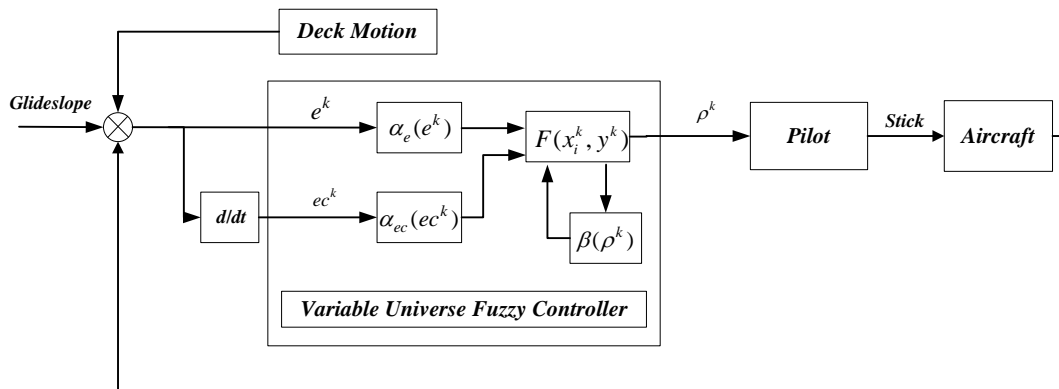 Deck Motion
Glideslope
e^k
α_e(e^k)
F(x_i^k, y^k)
ρ^k
Pilot
Stick
Aircraft
d/dt
ec^k
α_ec(ec^k)
β(ρ^k)
Variable Universe Fuzzy Controller